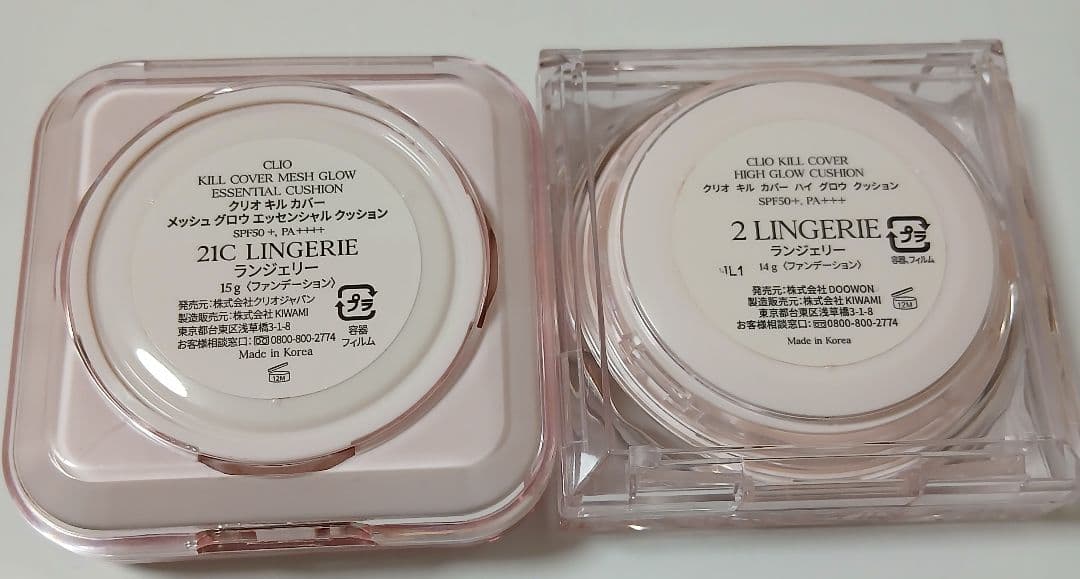 CLIO
KILL COVER MESH GLOW
ESSENTIAL CUSHION
クリオ キル カバー
メッシュ グロウ エッセンシャル クッション
SPF50+, PA++++
21C LINGERIE
ランジェリー
15g〈ファンデーション〉
発売元:株式会社クリオジャパン
製造販売元:株式会社KIWAMI
東京都台東区浅草橋3-1-8
お客様相談窓口:0800-800-2774
Made in Korea
プラ
容器
フィルム
12M
CLIO KILL COVER
HIGH GLOW CUSHION
クリオ キル カバー ハイ グロウ クッション
SPF50+, PA+++
2 LINGERIE
ランジェリー
14g〈ファンデーション〉
発売元:株式会社 DOOWON
製造販売元:株式会社 KIWAMI
東京都台東区浅草橋3-1-8
お客様相談窓口:0800-800-2774
Made in Korea
プラ
容器、フィルム
12M